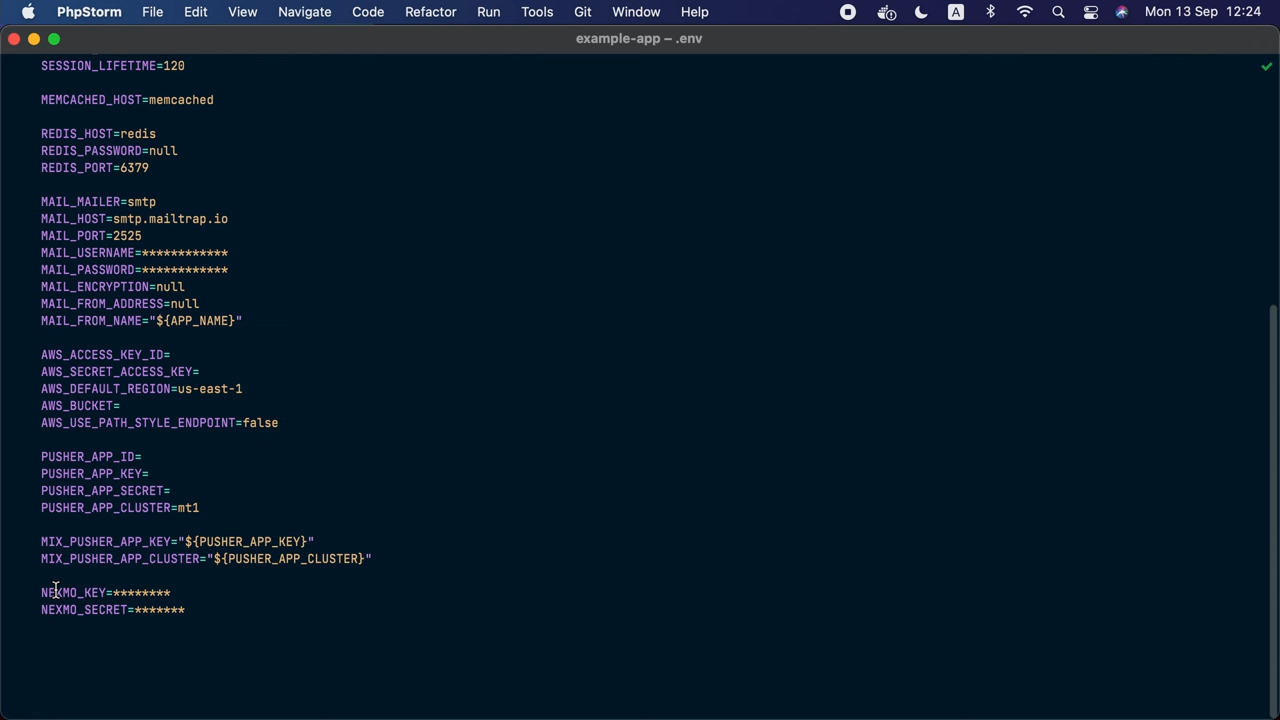 PhpStorm File Edit View Navigate Code Refactor Run Tools Git Window Help A Mon 13 Sep 12:24
example-app – .env
SESSION_LIFETIME=120
MEMCACHED_HOST=memcached
REDIS_HOST=redis
REDIS_PASSWORD=null
REDIS_PORT=6379
MAIL_MAILER=smtp
MAIL_HOST=smtp.mailtrap.io
MAIL_PORT=2525
MAIL_USERNAME=************
MAIL_PASSWORD=************
MAIL_ENCRYPTION=null
MAIL_FROM_ADDRESS=null
MAIL_FROM_NAME="${APP_NAME}"
AWS_ACCESS_KEY_ID=
AWS_SECRET_ACCESS_KEY=
AWS_DEFAULT_REGION=us-east-1
AWS_BUCKET=
AWS_USE_PATH_STYLE_ENDPOINT=false
PUSHER_APP_ID=
PUSHER_APP_KEY=
PUSHER_APP_SECRET=
PUSHER_APP_CLUSTER=mt1
MIX_PUSHER_APP_KEY="${PUSHER_APP_KEY}"
MIX_PUSHER_APP_CLUSTER="${PUSHER_APP_CLUSTER}"
NEXMO_KEY=********
NEXMO_SECRET=*******